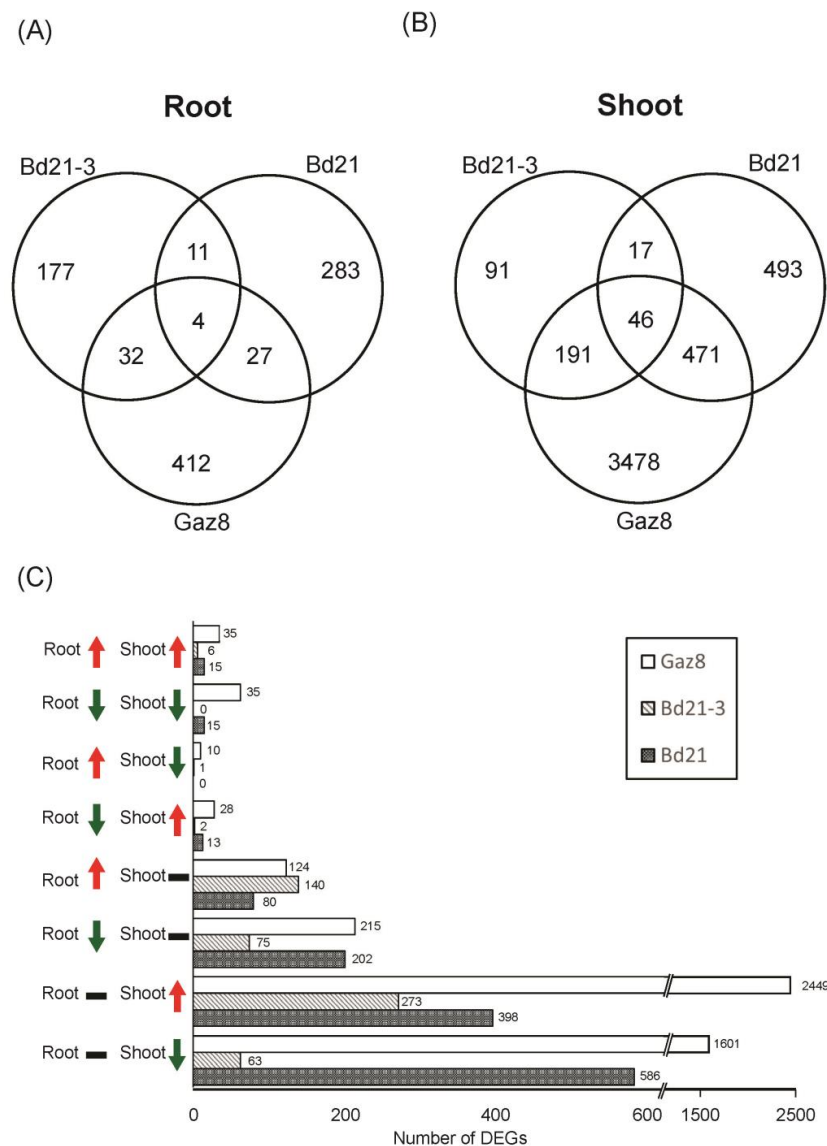 (A)
Root
Bd21-3
Bd21
177
11
283
4
32
27
412
Gaz8
(B)
Shoot
Bd21-3
Bd21
91
17
493
46
191
471
3478
Gaz8
(C)
Root Shoot
35
6
15
Root Shoot
35
0
15
Root Shoot
10
1
0
Root Shoot
28
2
13
Root Shoot
124
140
80
Root Shoot
215
75
202
Root Shoot
2449
273
398
Root Shoot
1601
63
586
Gaz8
Bd21-3
Bd21
0 200 400 600 1500 2500
Number of DEGs